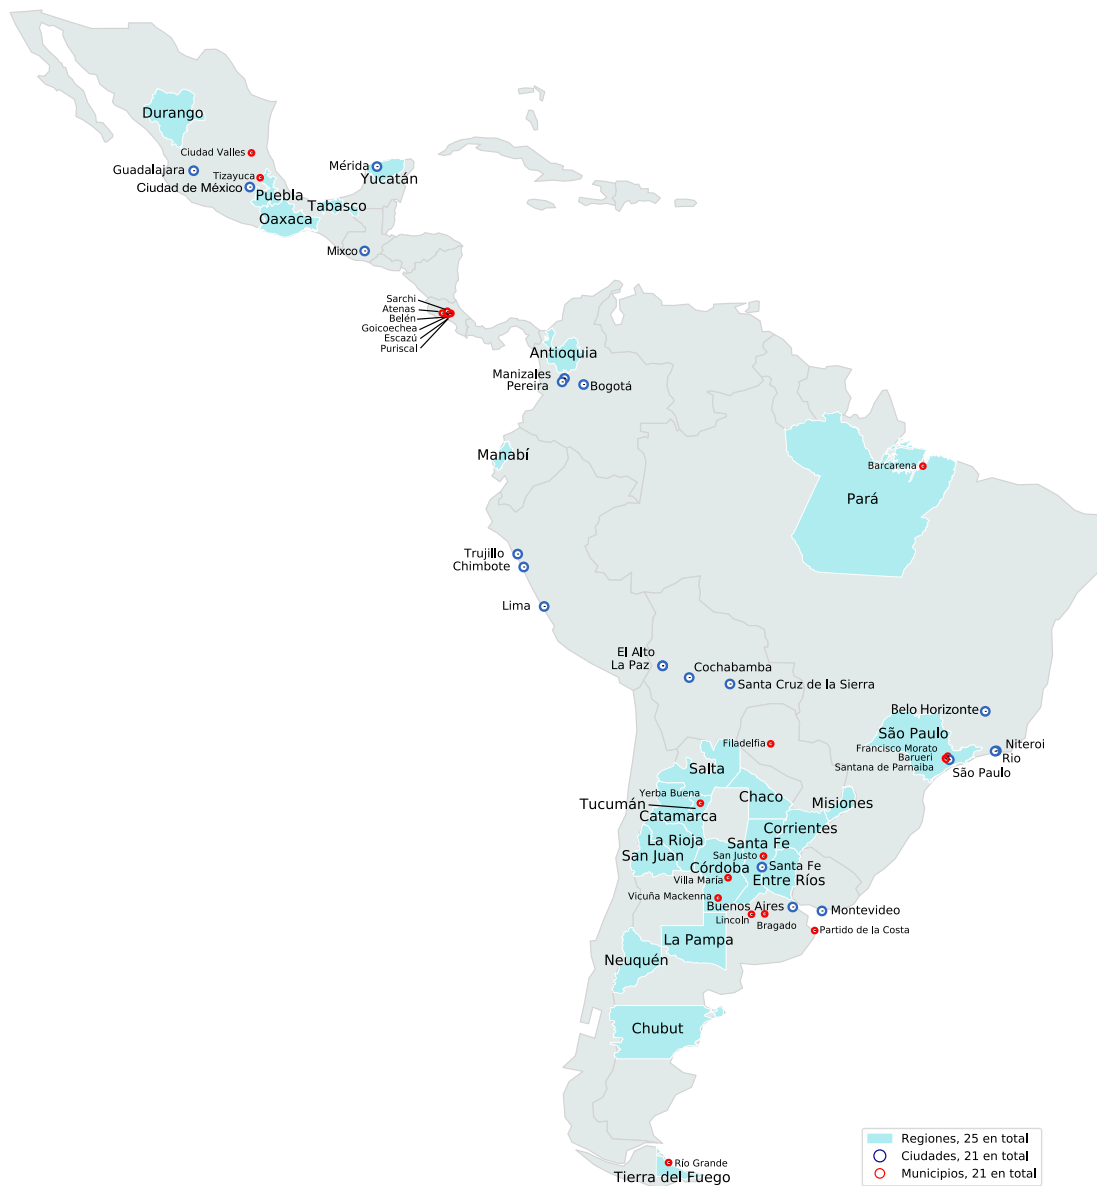 Durango
Ciudad Valles
Guadalajara
Tizayuca
Ciudad de México
Puebla
Oaxaca
Mérida
Yucatán
Tabasco
Mixco
Sarchi
Atenas
Belén
Goicoechea
Escazú
Puriscal
Antioquia
Manizales
Pereira
Bogotá
Manabí
Barcarena
Pará
Trujillo
Chimbote
Lima
El Alto
La Paz
Cochabamba
Santa Cruz de la Sierra
Belo Horizonte
São Paulo
Francisco Morato
Barueri
Santana de Parnaiba
São Paulo
Niteroi
Rio
Filadelfia
Salta
Yerba Buena
Tucumán
Catamarca
Chaco
Misiones
Corrientes
La Rioja
Santa Fe
San Juan
San Justo
Córdoba
Santa Fe
Villa Maria
Entre Ríos
Vicuña Mackenna
Buenos Aires
Montevideo
Lincoln
Bragado
Partido de la Costa
La Pampa
Neuquén
Chubut
Río Grande
Tierra del Fuego
Regiones, 25 en total
Ciudades, 21 en total
Municipios, 21 en total